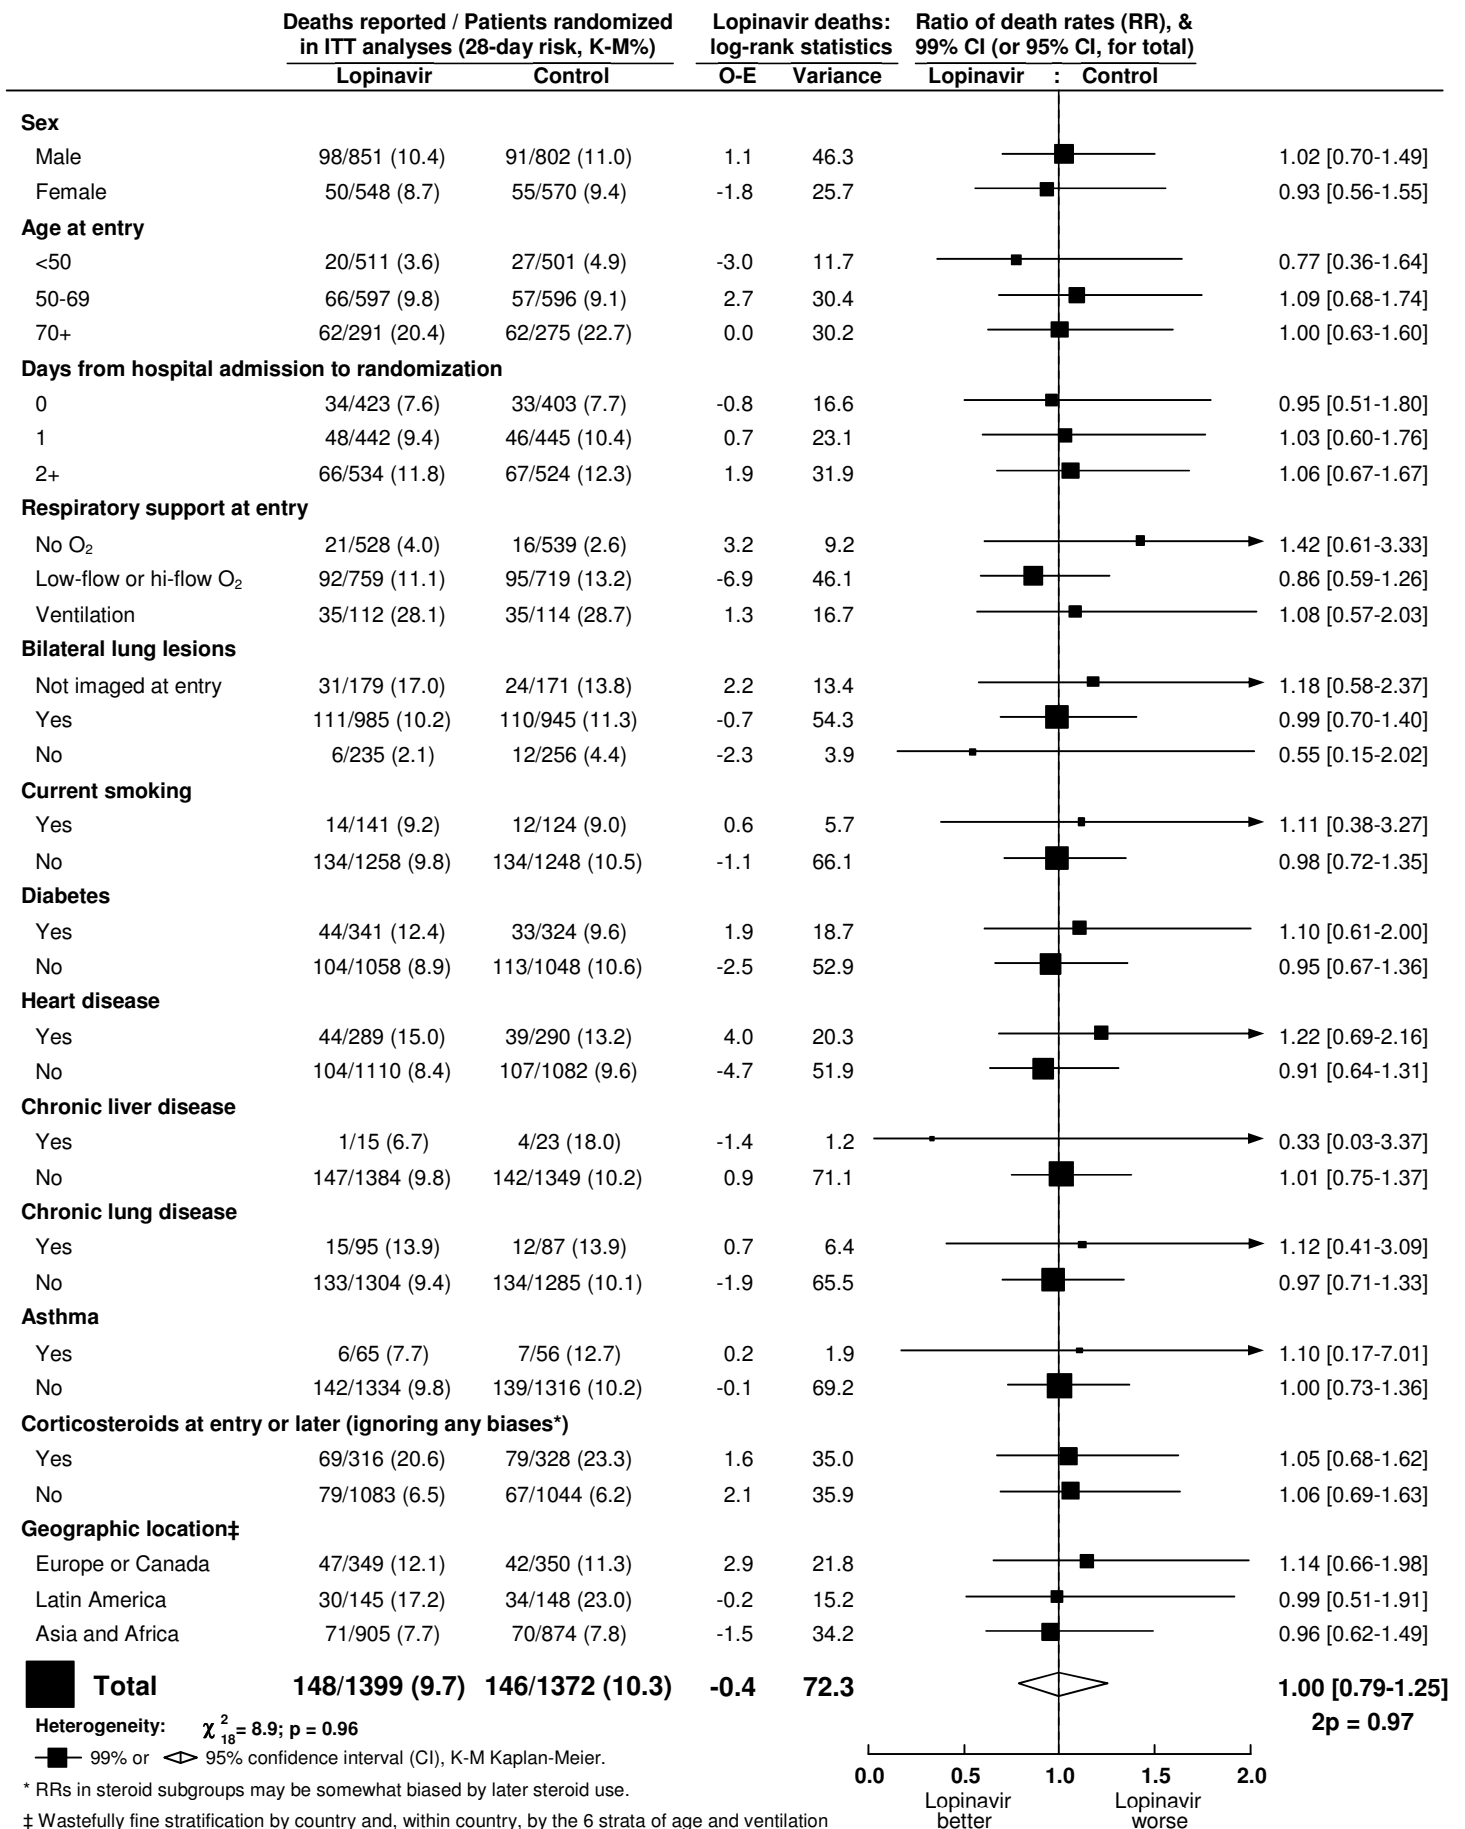 Deaths reported / Patients randomized Lopinavir deaths: Ratio of death rates (RR), &
in ITT analyses (28-day risk, K-M%) log-rank statistics 99% CI (or 95% CI, for total)
Lopinavir Control O-E Variance Lopinavir : Control
Sex
Male 98/851 (10.4) 91/802 (11.0) 1.1 46.3 1.02 [0.70-1.49]
Female 50/548 (8.7) 55/570 (9.4) -1.8 25.7 0.93 [0.56-1.55]
Age at entry
<50 20/511 (3.6) 27/501 (4.9) -3.0 11.7 0.77 [0.36-1.64]
50-69 66/597 (9.8) 57/596 (9.1) 2.7 30.4 1.09 [0.68-1.74]
70+ 62/291 (20.4) 62/275 (22.7) 0.0 30.2 1.00 [0.63-1.60]
Days from hospital admission to randomization
0 34/423 (7.6) 33/403 (7.7) -0.8 16.6 0.95 [0.51-1.80]
1 48/442 (9.4) 46/445 (10.4) 0.7 23.1 1.03 [0.60-1.76]
2+ 66/534 (11.8) 67/524 (12.3) 1.9 31.9 1.06 [0.67-1.67]
Respiratory support at entry
No O₂ 21/528 (4.0) 16/539 (2.6) 3.2 9.2 1.42 [0.61-3.33]
Low-flow or hi-flow O₂ 92/759 (11.1) 95/719 (13.2) -6.9 46.1 0.86 [0.59-1.26]
Ventilation 35/112 (28.1) 35/114 (28.7) 1.3 16.7 1.08 [0.57-2.03]
Bilateral lung lesions
Not imaged at entry 31/179 (17.0) 24/171 (13.8) 2.2 13.4 1.18 [0.58-2.37]
Yes 111/985 (10.2) 110/945 (11.3) -0.7 54.3 0.99 [0.70-1.40]
No 6/235 (2.1) 12/256 (4.4) -2.3 3.9 0.55 [0.15-2.02]
Current smoking
Yes 14/141 (9.2) 12/124 (9.0) 0.6 5.7 1.11 [0.38-3.27]
No 134/1258 (9.8) 134/1248 (10.5) -1.1 66.1 0.98 [0.72-1.35]
Diabetes
Yes 44/341 (12.4) 33/324 (9.6) 1.9 18.7 1.10 [0.61-2.00]
No 104/1058 (8.9) 113/1048 (10.6) -2.5 52.9 0.95 [0.67-1.36]
Heart disease
Yes 44/289 (15.0) 39/290 (13.2) 4.0 20.3 1.22 [0.69-2.16]
No 104/1110 (8.4) 107/1082 (9.6) -4.7 51.9 0.91 [0.64-1.31]
Chronic liver disease
Yes 1/15 (6.7) 4/23 (18.0) -1.4 1.2 0.33 [0.03-3.37]
No 147/1384 (9.8) 142/1349 (10.2) 0.9 71.1 1.01 [0.75-1.37]
Chronic lung disease
Yes 15/95 (13.9) 12/87 (13.9) 0.7 6.4 1.12 [0.41-3.09]
No 133/1304 (9.4) 134/1285 (10.1) -1.9 65.5 0.97 [0.71-1.33]
Asthma
Yes 6/65 (7.7) 7/56 (12.7) 0.2 1.9 1.10 [0.17-7.01]
No 142/1334 (9.8) 139/1316 (10.2) -0.1 69.2 1.00 [0.73-1.36]
Corticosteroids at entry or later (ignoring any biases*)
Yes 69/316 (20.6) 79/328 (23.3) 1.6 35.0 1.05 [0.68-1.62]
No 79/1083 (6.5) 67/1044 (6.2) 2.1 35.9 1.06 [0.69-1.63]
Geographic location‡
Europe or Canada 47/349 (12.1) 42/350 (11.3) 2.9 21.8 1.14 [0.66-1.98]
Latin America 30/145 (17.2) 34/148 (23.0) -0.2 15.2 0.99 [0.51-1.91]
Asia and Africa 71/905 (7.7) 70/874 (7.8) -1.5 34.2 0.96 [0.62-1.49]
Total 148/1399 (9.7) 146/1372 (10.3) -0.4 72.3 1.00 [0.79-1.25]
Heterogeneity: χ²₁₈= 8.9; p = 0.96 2p = 0.97
99% or 95% confidence interval (CI), K-M Kaplan-Meier.
0.0 0.5 1.0 1.5 2.0
* RRs in steroid subgroups may be somewhat biased by later steroid use.
Lopinavir better Lopinavir worse
‡ Wastefully fine stratification by country and, within country, by the 6 strata of age and ventilation